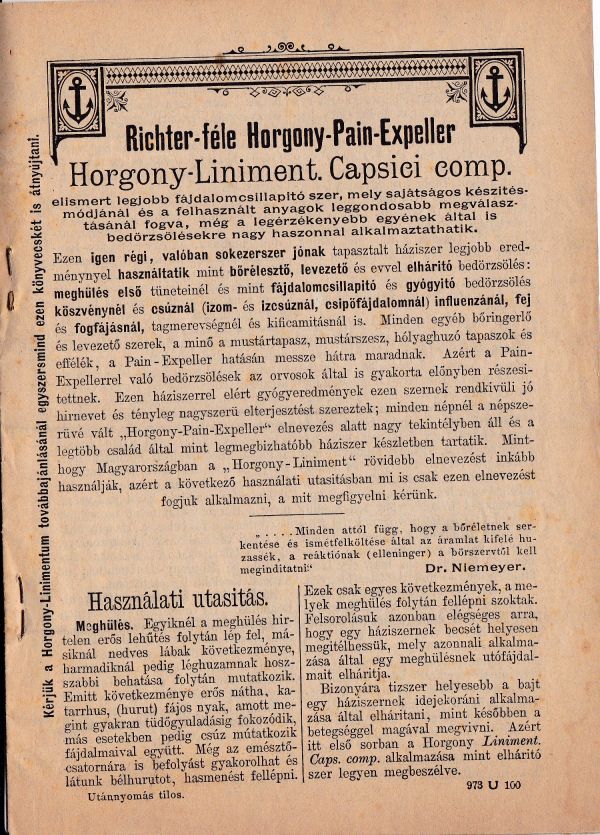 Richter-féle Horgony-Pain-Expeller
Horgony-Liniment. Capsici comp.
elismert legjobb fájdalomcsillapitó szer, mely sajátságos készités-
módjánál és a felhasznált anyagok leggondosabb megválasz-
tásánál fogva, még a legérzékenyebb egyének által is
bedörzsölésekre nagy haszonnal alkalmaztathatik.
Ezen igen régi, valóban sokezerszer jónak tapasztalt háziszer legjobb ered-
ménynyel használtatik mint bőrélesztő, levezető és evvel elháritó bedörzsölés:
meghülés első tüneteinél és mint fájdalomcsillapitó és gyógyitó bedörzsölés
köszvénynél és csúznál (izom- és izcsúznál, csipőfájdalomnál) influenzánál, fej
és fogfájásnál, tagmerevségnél és kificamitásnál is. Minden egyéb bőringerlő
és levezető szerek, a minő a mustártapasz, mustárszesz, hólyaghuzó tapaszok és
effélék, a Pain-Expeller hatásán messze hátra maradnak. Azért a Pain-
Expellerrel való bedörzsölések az orvosok által is gyakorta előnyben részesi-
tettnek. Ezen háziszerrel elért gyógyeredmények ezen szernek rendkivüli jó
hirnevet és tényleg nagyszerü elterjesztést szereztek; minden népnél a népsze-
rüvé vált „Horgony-Pain-Expeller" elnevezés alatt nagy tekintélyben áll és a
legtöbb család által mint legmegbizhatóbb háziszer készletben tartatik. Mint-
hogy Magyarországban a „Horgony-Liniment" rövidebb elnevezést inkább
használják, azért a következő használati utasitásban mi is csak ezen elnevezést
fogjuk alkalmazni, a mit megfigyelni kérünk.
„ . . . . Minden attól függ, hogy a bőréletnek ser-
kentése és ismétfelköltése által az áramlat kifelé hu-
zassék, a reáktiónak (elleninger) a börszervtől kell
meginditatni." Dr. Niemeyer.
Használati utasitás.
Meghülés. Egyiknél a meghülés hir-
telen erős lehűtés folytán lép fel, má-
siknál nedves lábak következménye,
harmadiknál pedig léghuzamnak hosz-
szabbi behatása folytán mutatkozik.
Emitt következménye erős nátha, ka-
tarrhus, (hurut) fájos nyak, amott me-
gint gyakran tüdögyuladásig fokozódik,
más esetekben pedig csúz mútatkozik
fájdalmaival együtt. Még az emésztő-
csatornára is befolyást gyakorolhat és
látunk bélhurutot, hasmenést fellépni.
Utánnyomás tilos.
Ezek csak egyes következmények, a me-
lyek meghülés folytán fellépni szoktak.
Felsorolásuk azonban elégséges arra,
hogy egy háziszernek becsét helyesen
megitélhessük, mely azonnali alkalma-
zása által egy meghülésnek utófájdal-
mait elháritja.
Bizonyára tizszer helyesebb a bajt
egy háziszernek idejekoráni alkalma-
zása által elháritani, mint későbben a
betegséggel magával megvivni. Azért
itt első sorban a Horgony Liniment.
Caps. comp. alkalmazása mint elháritó
szer legyen megbeszélve.
973 U 100
Kérjük a Horgony-Linimentum továbbajánlásánál egyszersmind ezen könyvecskét is átnyújtani.